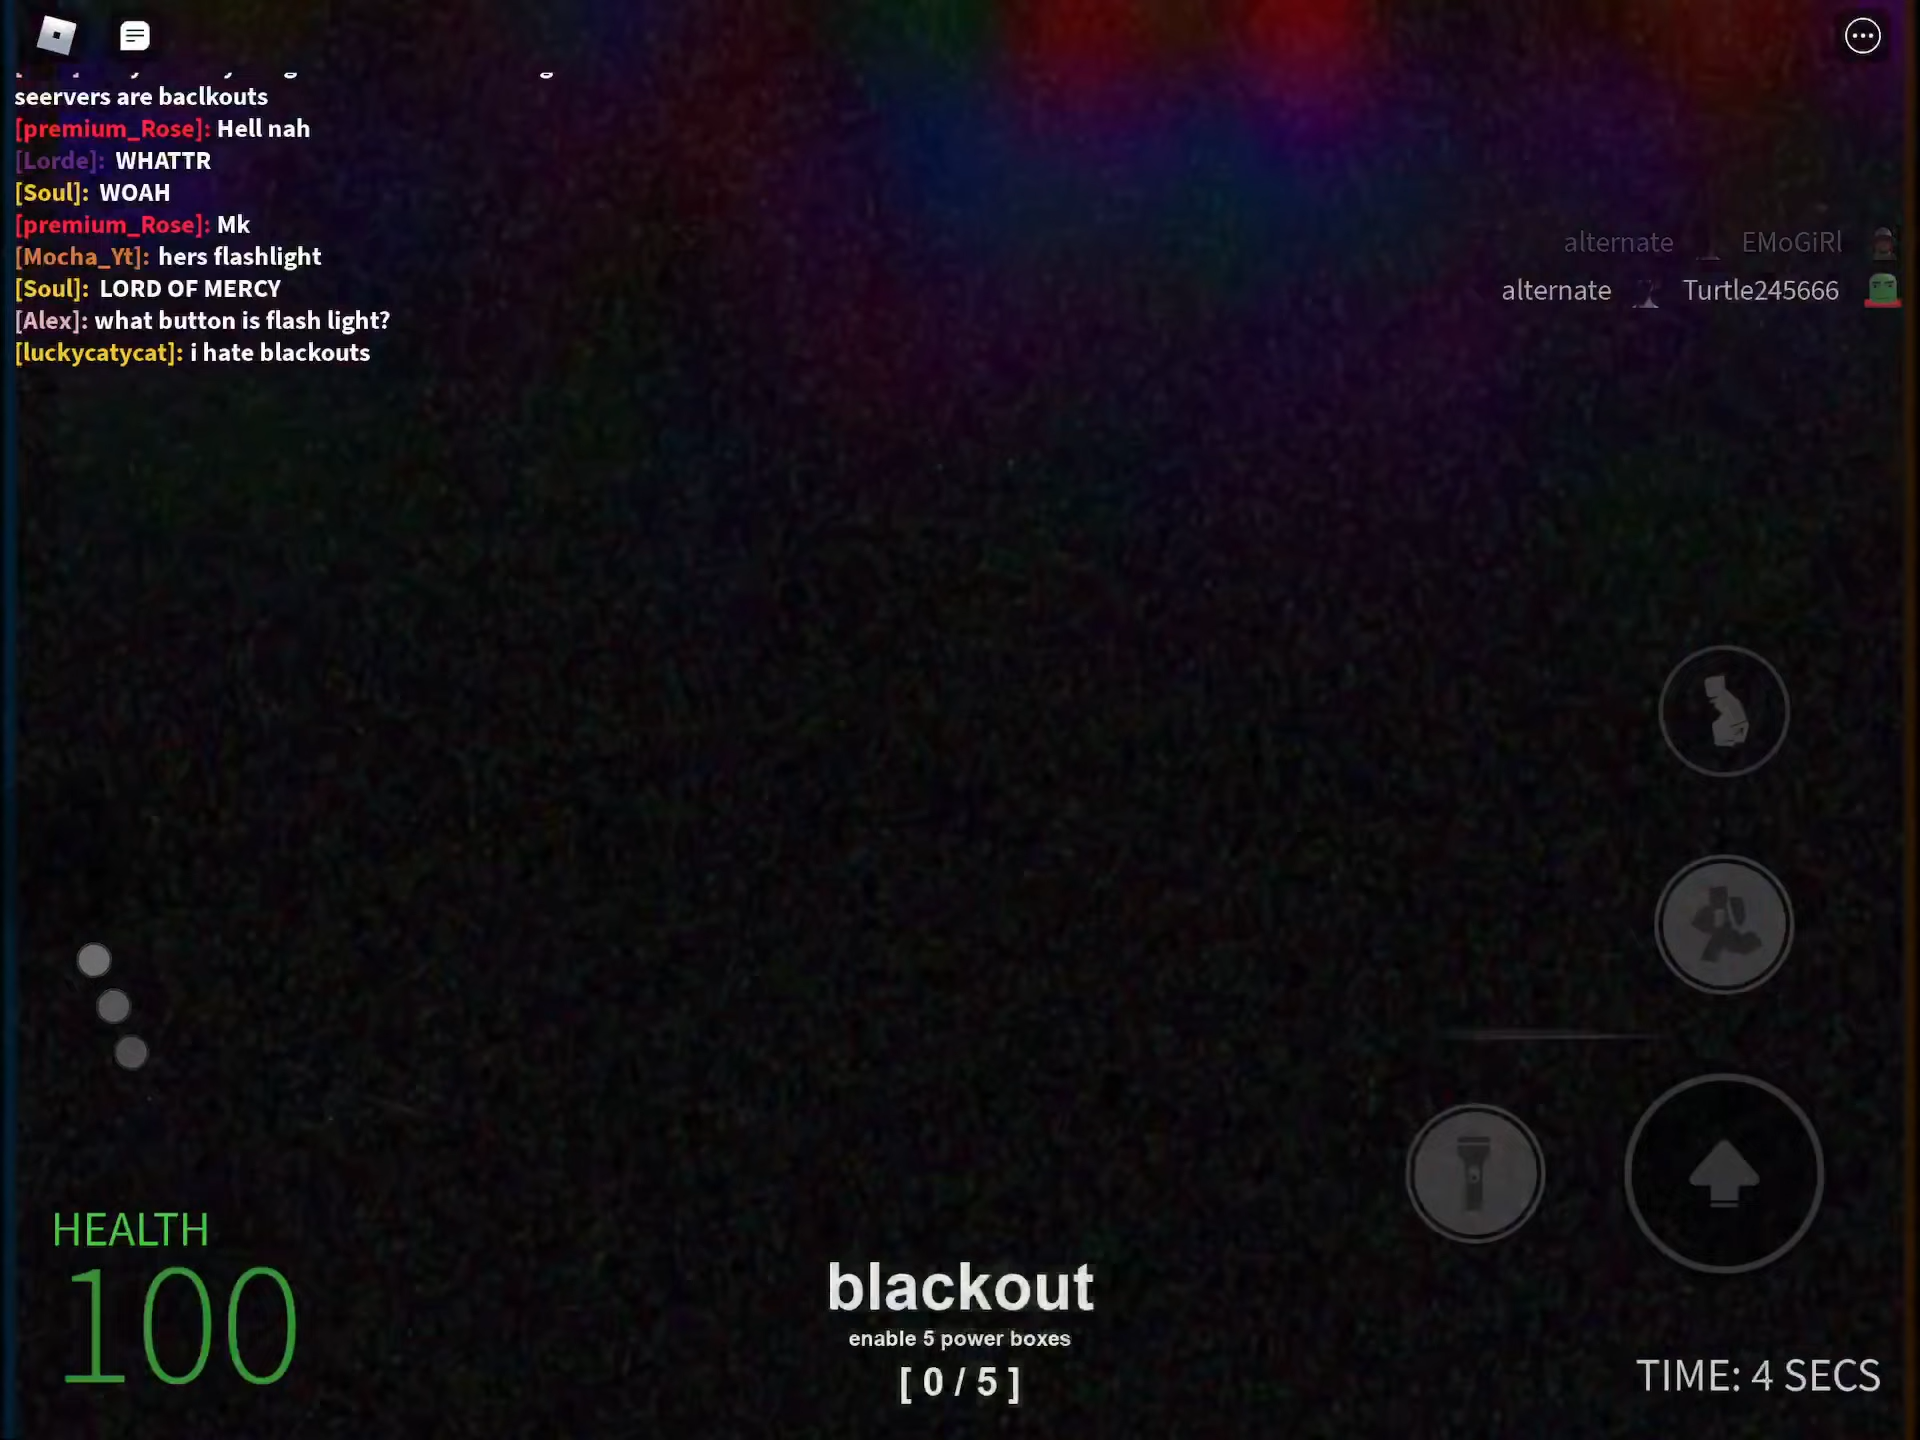 seervers are baclkouts
[premium_Rose]: Hell nah
[Lorde]: WHATTR
[Soul]: WOAH
[premium_Rose]: Mk
[Mocha_Yt]: hers flashlight
[Soul]: LORD OF MERCY
[Alex]: what button is flash light?
[luckycatycat]: i hate blackouts
alternate EMoGiRl
alternate Turtle245666
HEALTH
100
blackout
enable 5 power boxes
[ 0 / 5 ]
TIME: 4 SECS